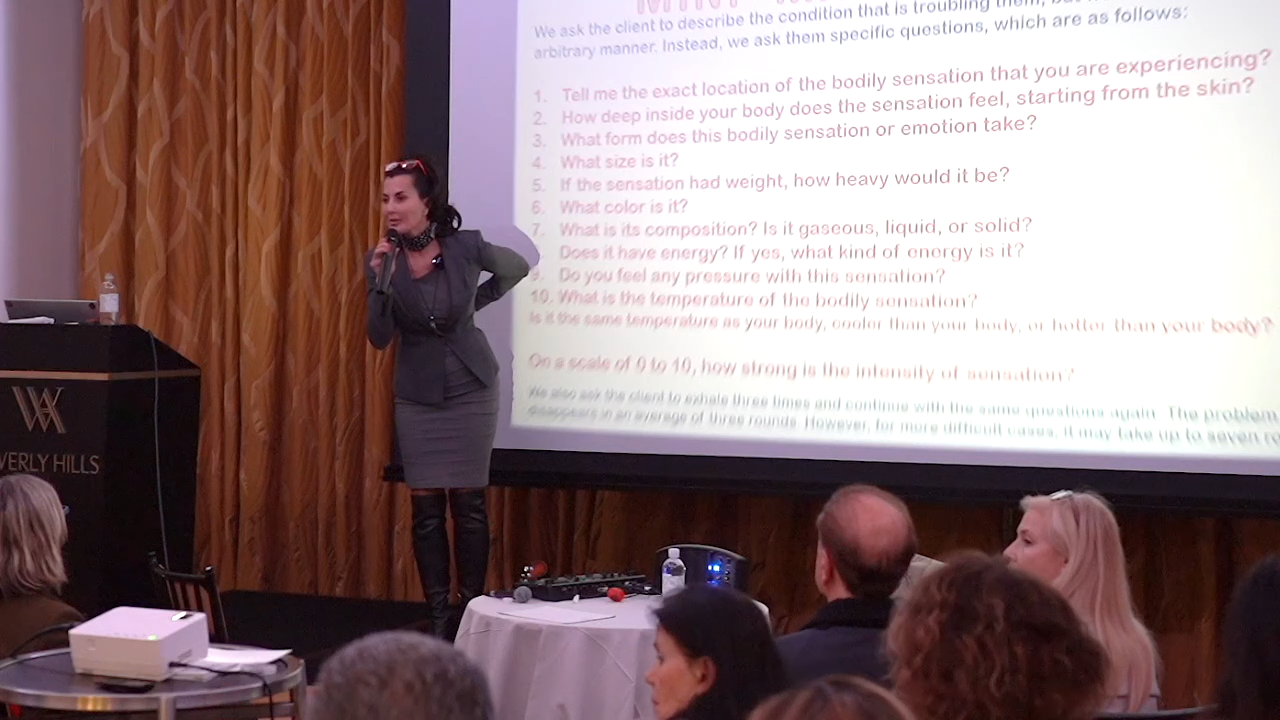 We ask the client to describe the condition that is troubling them, but
arbitrary manner. Instead, we ask them specific questions, which are as follows:
1. Tell me the exact location of the bodily sensation that you are experiencing?
2. How deep inside your body does the sensation feel, starting from the skin?
3. What form does this bodily sensation or emotion take?
4. What size is it?
5. If the sensation had weight, how heavy would it be?
6. What color is it?
7. What is its composition? Is it gaseous, liquid, or solid?
Does it have energy? If yes, what kind of energy is it?
9. Do you feel any pressure with this sensation?
10. What is the temperature of the bodily sensation?
Is it the same temperature as your body, cooler than your body, or hotter than your body?
On a scale of 0 to 10, how strong is the intensity of sensation?
We also ask the client to exhale three times and continue with the same questions again. The problem
disappears in an average of three rounds. However, for more difficult cases, it may take up to seven
W
VERLY HILLS